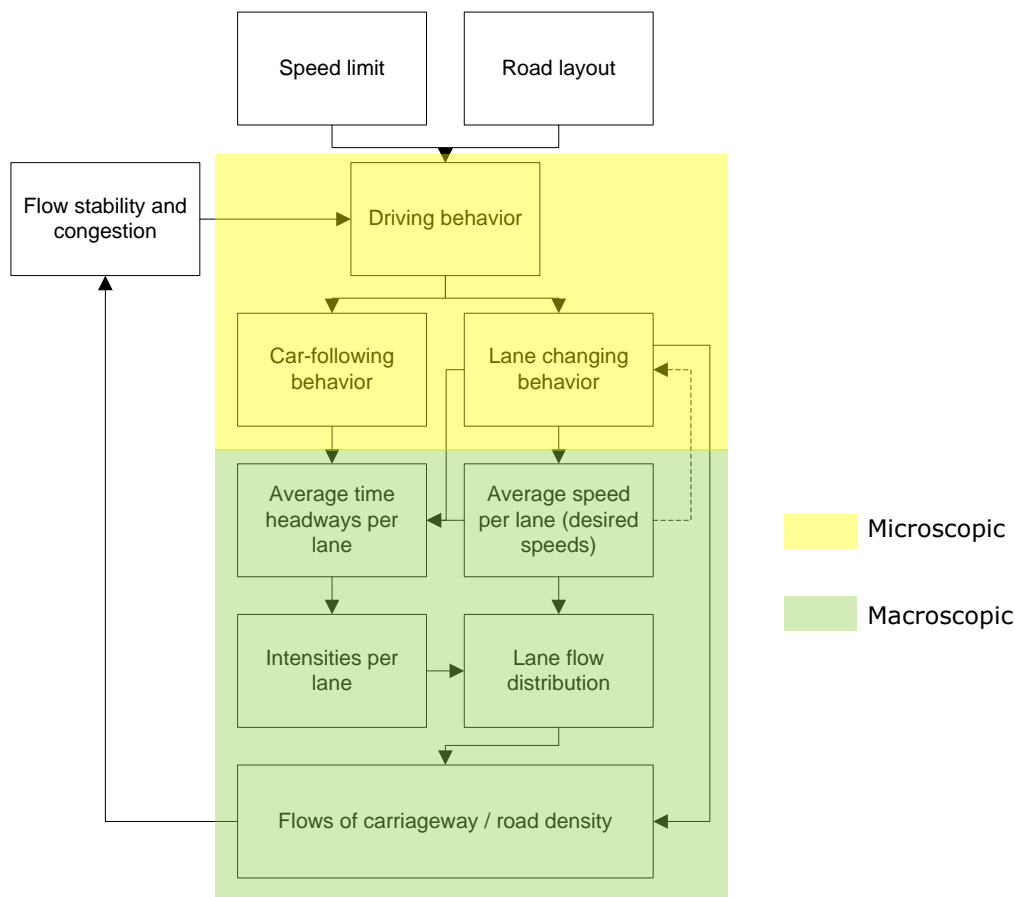 Speed limit
Road layout
Flow stability and
congestion
Driving behavior
Car-following
behavior
Lane changing
behavior
Average time
headways per
lane
Average speed
per lane (desired
speeds)
Microscopic
Macroscopic
Intensities per
lane
Lane flow
distribution
Flows of carriageway / road density